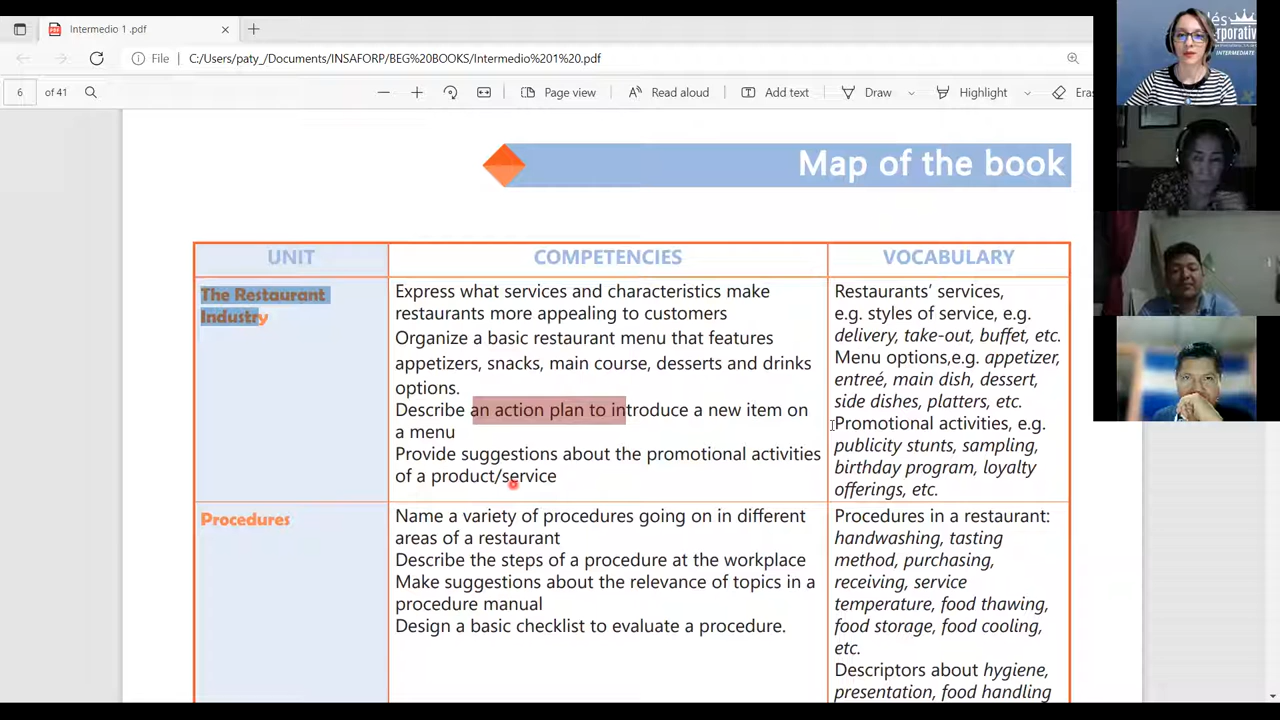 Intermedio 1 .pdf
File
C:/Users/paty_/Documents/INSAFORP/BEG%20BOOKS/Intermedio%201%20.pdf
6 of 41
Page view
Read aloud
Add text
Draw
Highlight
Map of the book
UNIT
COMPETENCIES
VOCABULARY
The Restaurant
Industry
Express what services and characteristics make
restaurants more appealing to customers
Organize a basic restaurant menu that features
appetizers, snacks, main course, desserts and drinks
options.
Describe an action plan to introduce a new item on
a menu
Provide suggestions about the promotional activities
of a product/service
Restaurants’ services,
e.g. styles of service, e.g.
delivery, take-out, buffet, etc.
Menu options,e.g. appetizer,
entreé, main dish, dessert,
side dishes, platters, etc.
Promotional activities, e.g.
publicity stunts, sampling,
birthday program, loyalty
offerings, etc.
Procedures
Name a variety of procedures going on in different
areas of a restaurant
Describe the steps of a procedure at the workplace
Make suggestions about the relevance of topics in a
procedure manual
Design a basic checklist to evaluate a procedure.
Procedures in a restaurant:
handwashing, tasting
method, purchasing,
receiving, service
temperature, food thawing,
food storage, food cooling,
etc.
Descriptors about hygiene,
presentation, food handling
INTERMEDIATE